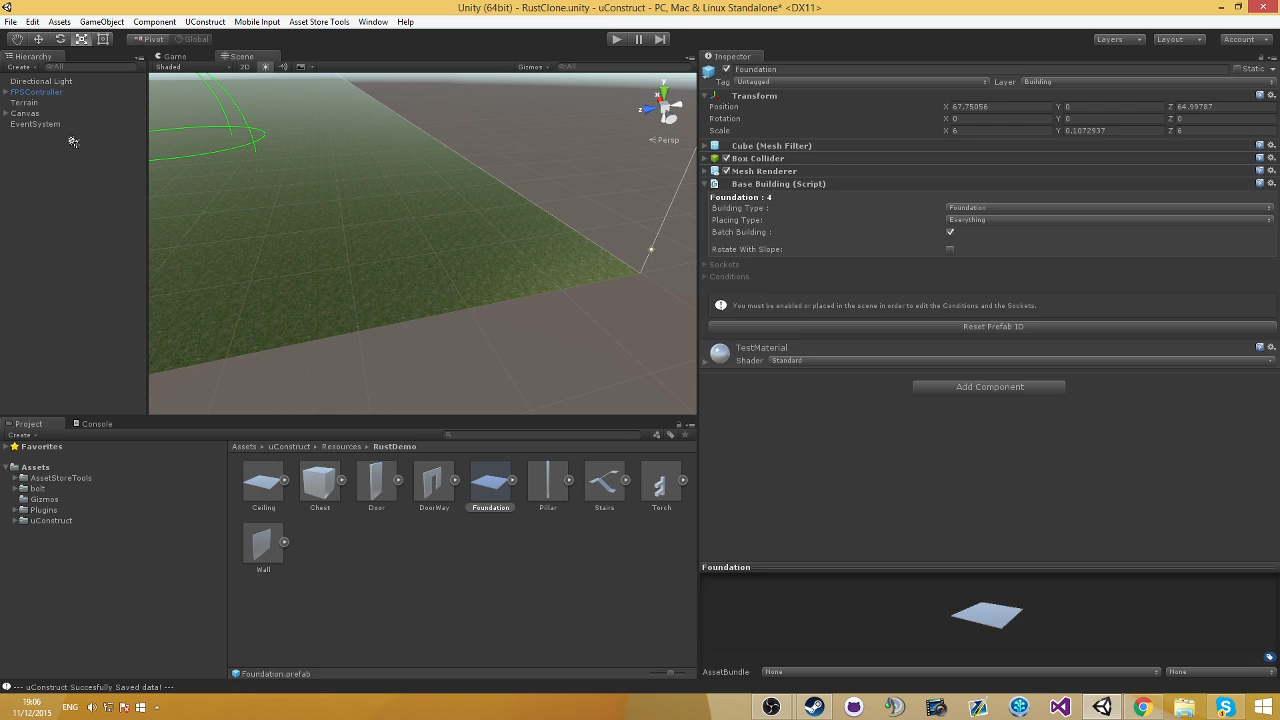 Unity (64bit) - RustClone.unity - uConstruct - PC, Mac & Linux Standalone* <DX11>
File Edit Assets GameObject Component UConstruct Mobile Input Asset Store Tools Window Help
Pivot Global Layers Layout Account
Hierarchy
Create All
Directional Light
FPSController
Terrain
Canvas
EventSystem
Game Scene
Shaded 2D Gizmos All
y
x
z
Persp
Inspector
Foundation Static
Tag Untagged Layer Building
Transform
Position X 67.75056 Y 0 Z 64.99787
Rotation X 0 Y 0 Z 0
Scale X 6 Y 0.1072937 Z 6
Cube (Mesh Filter)
Box Collider
Mesh Renderer
Base Building (Script)
Foundation : 4
Building Type : Foundation
Placing Type: Everything
Batch Building :
Rotate With Slope:
Sockets
Conditions
You must be enabled or placed in the scene in order to edit the Conditions and the Sockets.
Reset Prefab ID
TestMaterial
Shader Standard
Add Component
Project Console
Create
Favorites
Assets
AssetStoreTools
bolt
Gizmos
Plugins
uConstruct
Assets uConstruct Resources RustDemo
Ceiling Chest Door DoorWay Foundation Pillar Stairs Torch
Wall
Foundation.prefab
Foundation
AssetBundle None None
--- uConstruct Succesfully Saved data! ---
19:06
11/12/2015
ENG